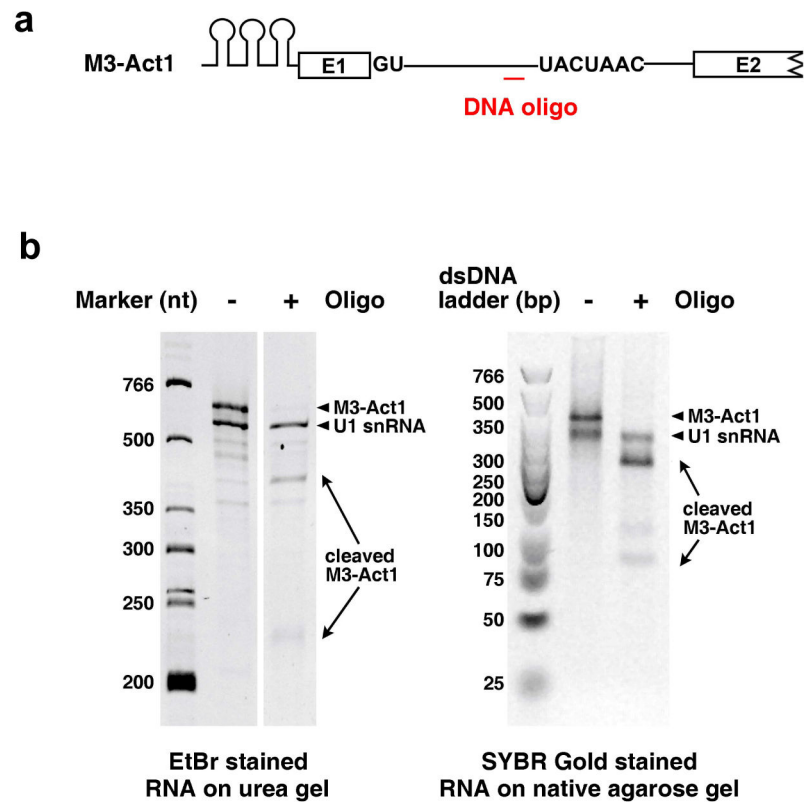 a
M3-Act1
E1
GU
UACUAAC
E2
DNA oligo
b
Marker (nt) - + Oligo
766
500
350
300
250
200
M3-Act1
U1 snRNA
cleaved
M3-Act1
EtBr stained
RNA on urea gel
dsDNA
ladder (bp) - + Oligo
766
500
350
300
250
200
150
100
75
50
25
M3-Act1
U1 snRNA
cleaved
M3-Act1
SYBR Gold stained
RNA on native agarose gel